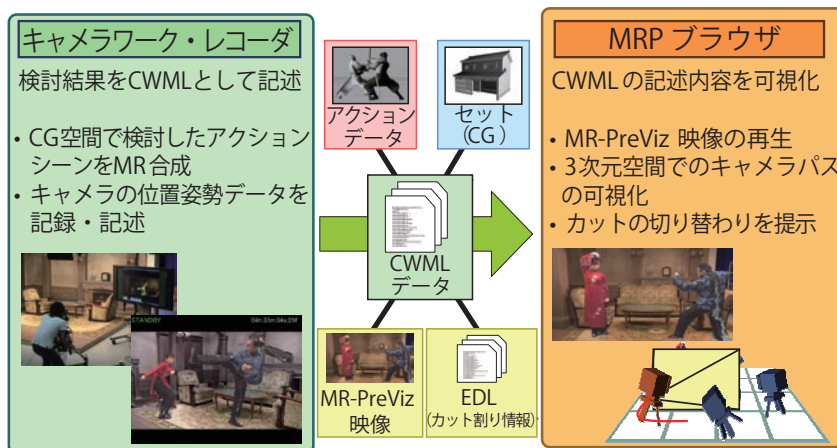 キャメラワーク・レコーダ
検討結果をCWMLとして記述
・CG空間で検討したアクション
シーンをMR合成
・キャメラの位置姿勢データを
記録・記述
STANDBY
アクション
データ
セット
(CG)
CWML
データ
MR-PreViz
映像
EDL
(カット割り情報)
MRP ブラウザ
CWMLの記述内容を可視化
・MR-PreViz 映像の再生
・3次元空間でのキャメラパス
の可視化
・カットの切り替わりを提示